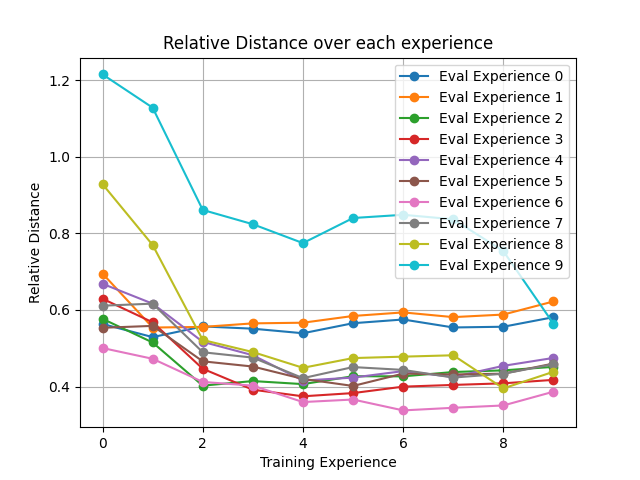 Relative Distance over each experience
Eval Experience 0
Eval Experience 1
Eval Experience 2
Eval Experience 3
Eval Experience 4
Eval Experience 5
Eval Experience 6
Eval Experience 7
Eval Experience 8
Eval Experience 9
1.2
1.0
0.8
0.6
0.4
Relative Distance
0 2 4 6 8
Training Experience